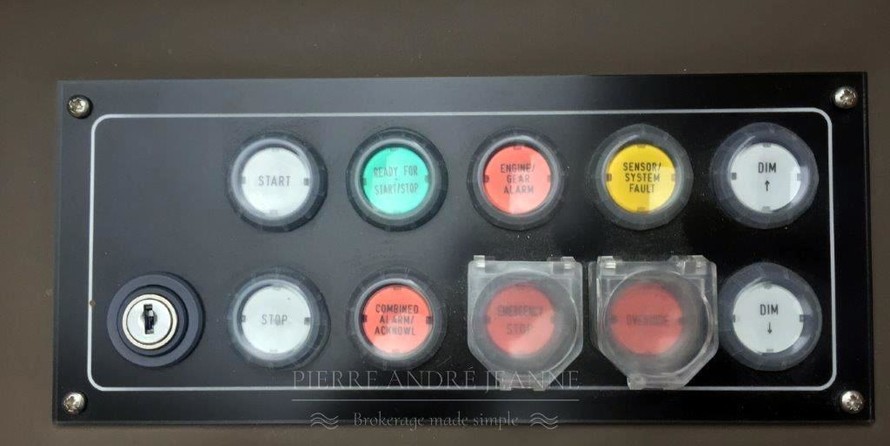 START
READY FOR
START/STOP
ENGINE/
GEAR
ALARM
SENSOR/
SYSTEM
FAULT
DIM
↑
STOP
COMBINED
ALARM/
ACKNOWL
EMERGENCY
STOP
OVERRIDE
DIM
↓
PIERRE ANDRÉ JEANNE
Brokerage made simple